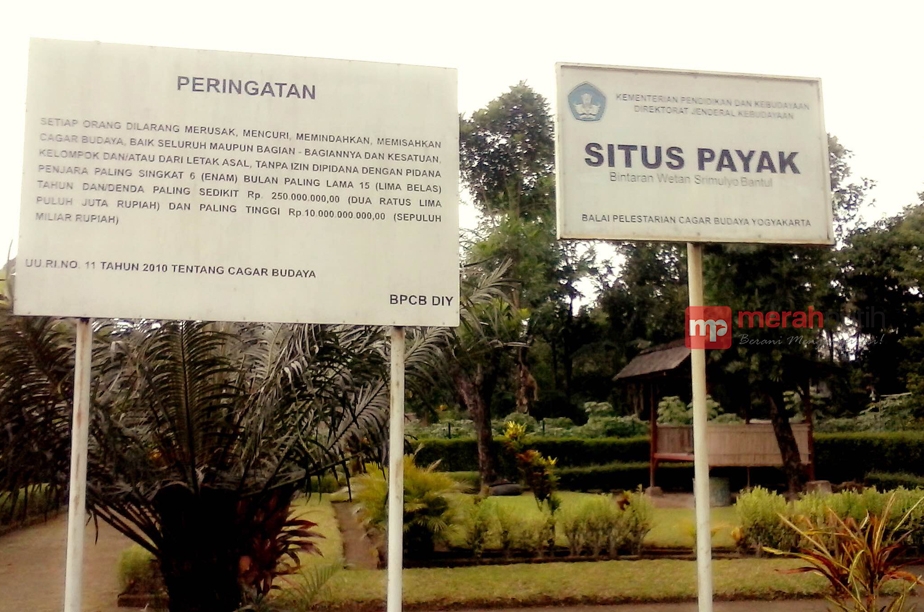 PERINGATAN
SETIAP ORANG DILARANG MERUSAK, MENCURI, MEMINDAHKAN, MEMISAHKAN
CAGAR BUDAYA, BAIK SELURUH MAUPUN BAGIAN - BAGIANNYA DAN KESATUAN,
KELOMPOK DAN/ATAU DARI LETAK ASAL, TANPA IZIN DIPIDANA DENGAN PIDANA
PENJARA PALING SINGKAT 6 (ENAM) BULAN PALING LAMA 15 (LIMA BELAS)
TAHUN DAN/DENDA PALING SEDIKIT Rp. 250.000.000,00 (DUA RATUS LIMA
PULUH JUTA RUPIAH) DAN PALING TINGGI Rp.10.000.000.000,00 (SEPULUH
MILIAR RUPIAH)
UU.RI.NO. 11 TAHUN 2010 TENTANG CAGAR BUDAYA
BPCB DIY
KEMENTERIAN PENDIDIKAN DAN KEBUDAYAAN
DIREKTORAT JENDERAL KEBUDAYAAN
SITUS PAYAK
Bintaran Wetan Srimulyo Bantul
BALAI PELESTARIAN CAGAR BUDAYA YOGYAKARTA
mp merah
Berani